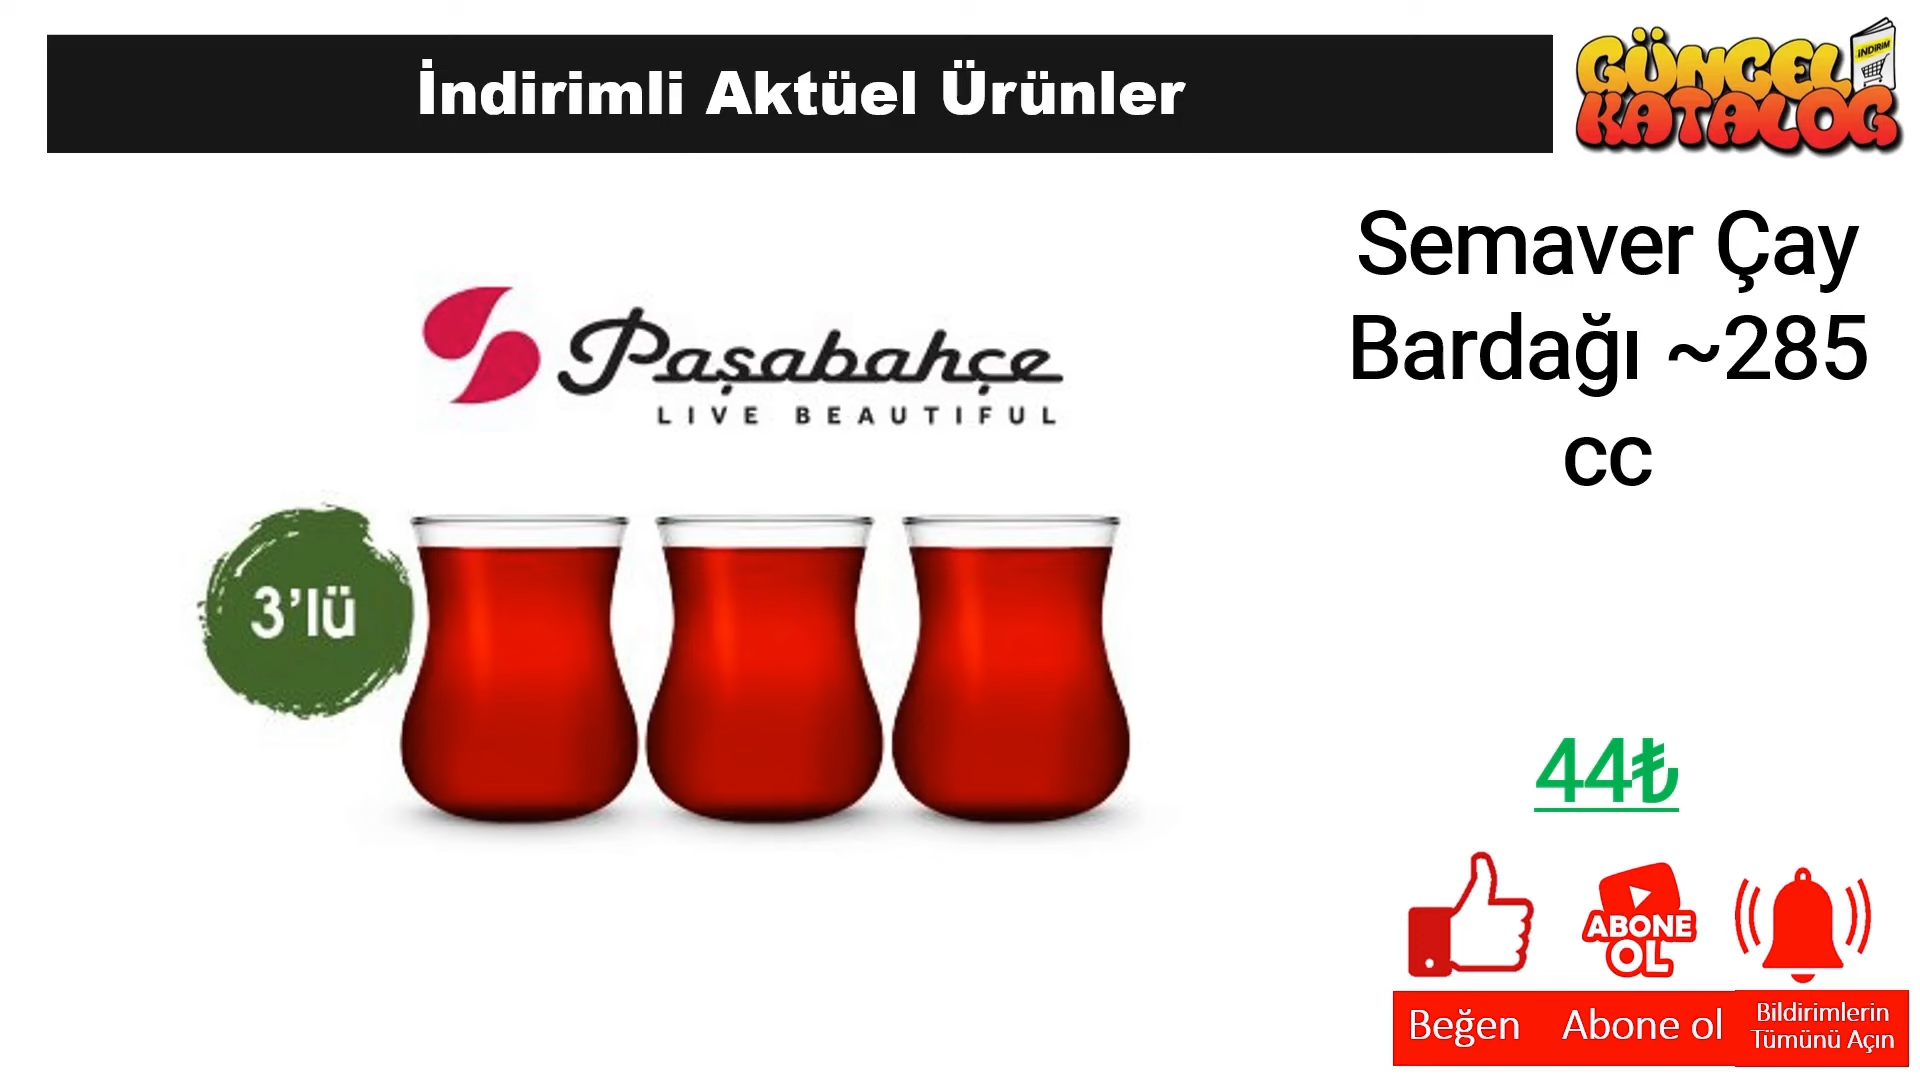 İndirimli Aktüel Ürünler
GÜNCEL
KATALOG
İNDİRİM
Semaver Çay
Bardağı ~285
cc
Paşabahçe
LIVE BEAUTIFUL
3'lü
44₺
ABONE
OL
Beğen
Abone ol
Bildirimlerin
Tümünü Açın